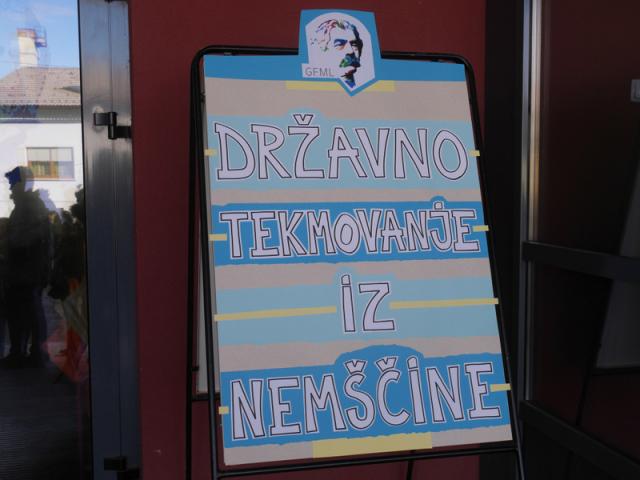 GFML
DRŽAVNO
TEKMOVANJE
IZ
NEMŠČINE